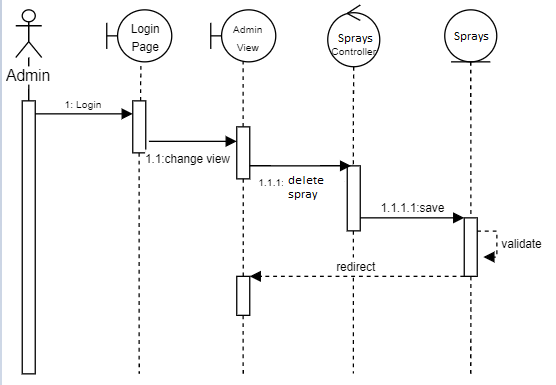 Login
Page
Admin
View
Sprays
Controller
Sprays
Admin
1: Login
1.1:change view
1.1.1: delete
spray
1.1.1.1:save
validate
redirect